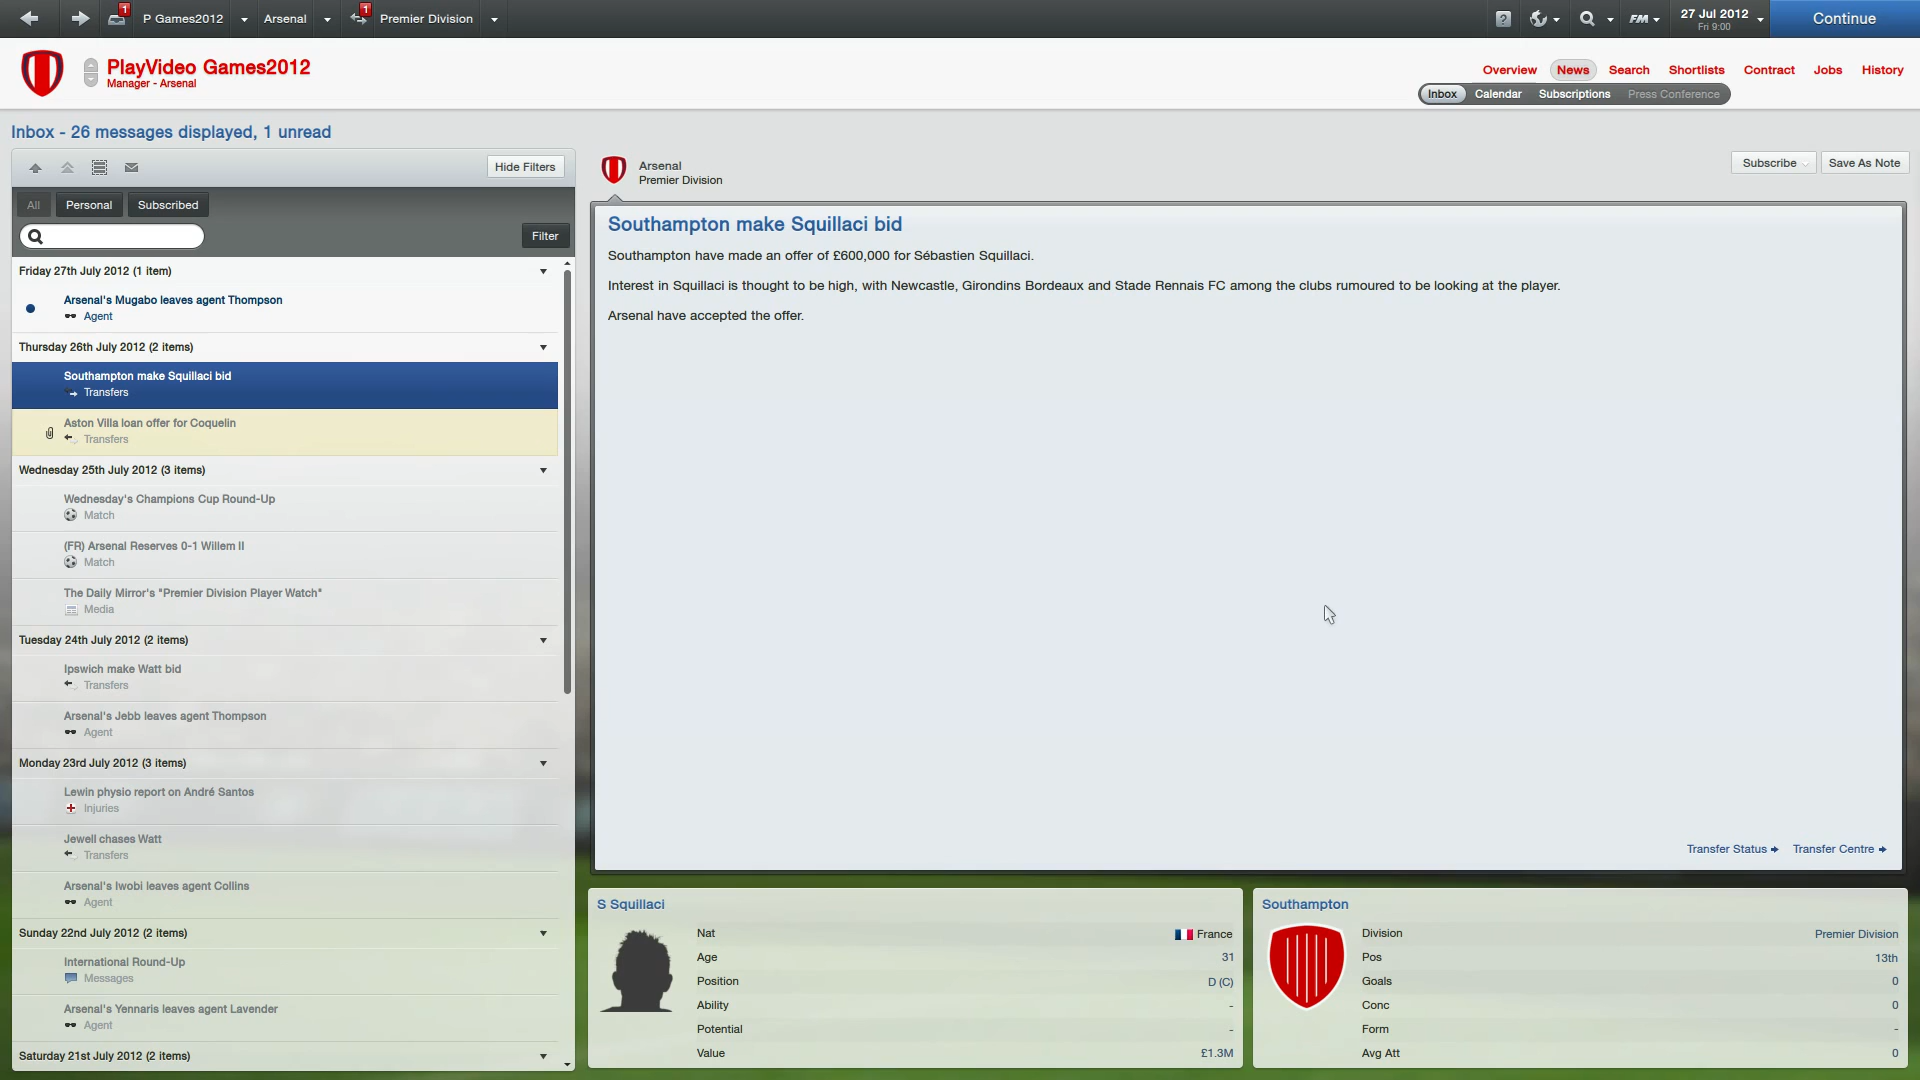 1
P Games2012
Arsenal
1
Premier Division
?
FM
27 Jul 2012
Fri 9:00
Continue
PlayVideo Games2012
Manager - Arsenal
Overview
News
Search
Shortlists
Contract
Jobs
History
Inbox
Calendar
Subscriptions
Press Conference
Inbox - 26 messages displayed, 1 unread
Hide Filters
All
Personal
Subscribed
Filter
Friday 27th July 2012 (1 item)
Arsenal's Mugabo leaves agent Thompson
Agent
Thursday 26th July 2012 (2 items)
Southampton make Squillaci bid
Transfers
Aston Villa loan offer for Coquelin
Transfers
Wednesday 25th July 2012 (3 items)
Wednesday's Champions Cup Round-Up
Match
(FR) Arsenal Reserves 0-1 Willem II
Match
The Daily Mirror's "Premier Division Player Watch"
Media
Tuesday 24th July 2012 (2 items)
Ipswich make Watt bid
Transfers
Arsenal's Jebb leaves agent Thompson
Agent
Monday 23rd July 2012 (3 items)
Lewin physio report on André Santos
Injuries
Jewell chases Watt
Transfers
Arsenal's Iwobi leaves agent Collins
Agent
Sunday 22nd July 2012 (2 items)
International Round-Up
Messages
Arsenal's Yennaris leaves agent Lavender
Agent
Saturday 21st July 2012 (2 items)
Arsenal
Premier Division
Subscribe
Save As Note
Southampton make Squillaci bid
Southampton have made an offer of £600,000 for Sébastien Squillaci.
Interest in Squillaci is thought to be high, with Newcastle, Girondins Bordeaux and Stade Rennais FC among the clubs rumoured to be looking at the player.
Arsenal have accepted the offer.
Transfer Status
Transfer Centre
S Squillaci
Nat France
Age 31
Position D (C)
Ability -
Potential -
Value £1.3M
Southampton
Division Premier Division
Pos 13th
Goals 0
Conc 0
Form -
Avg Att 0